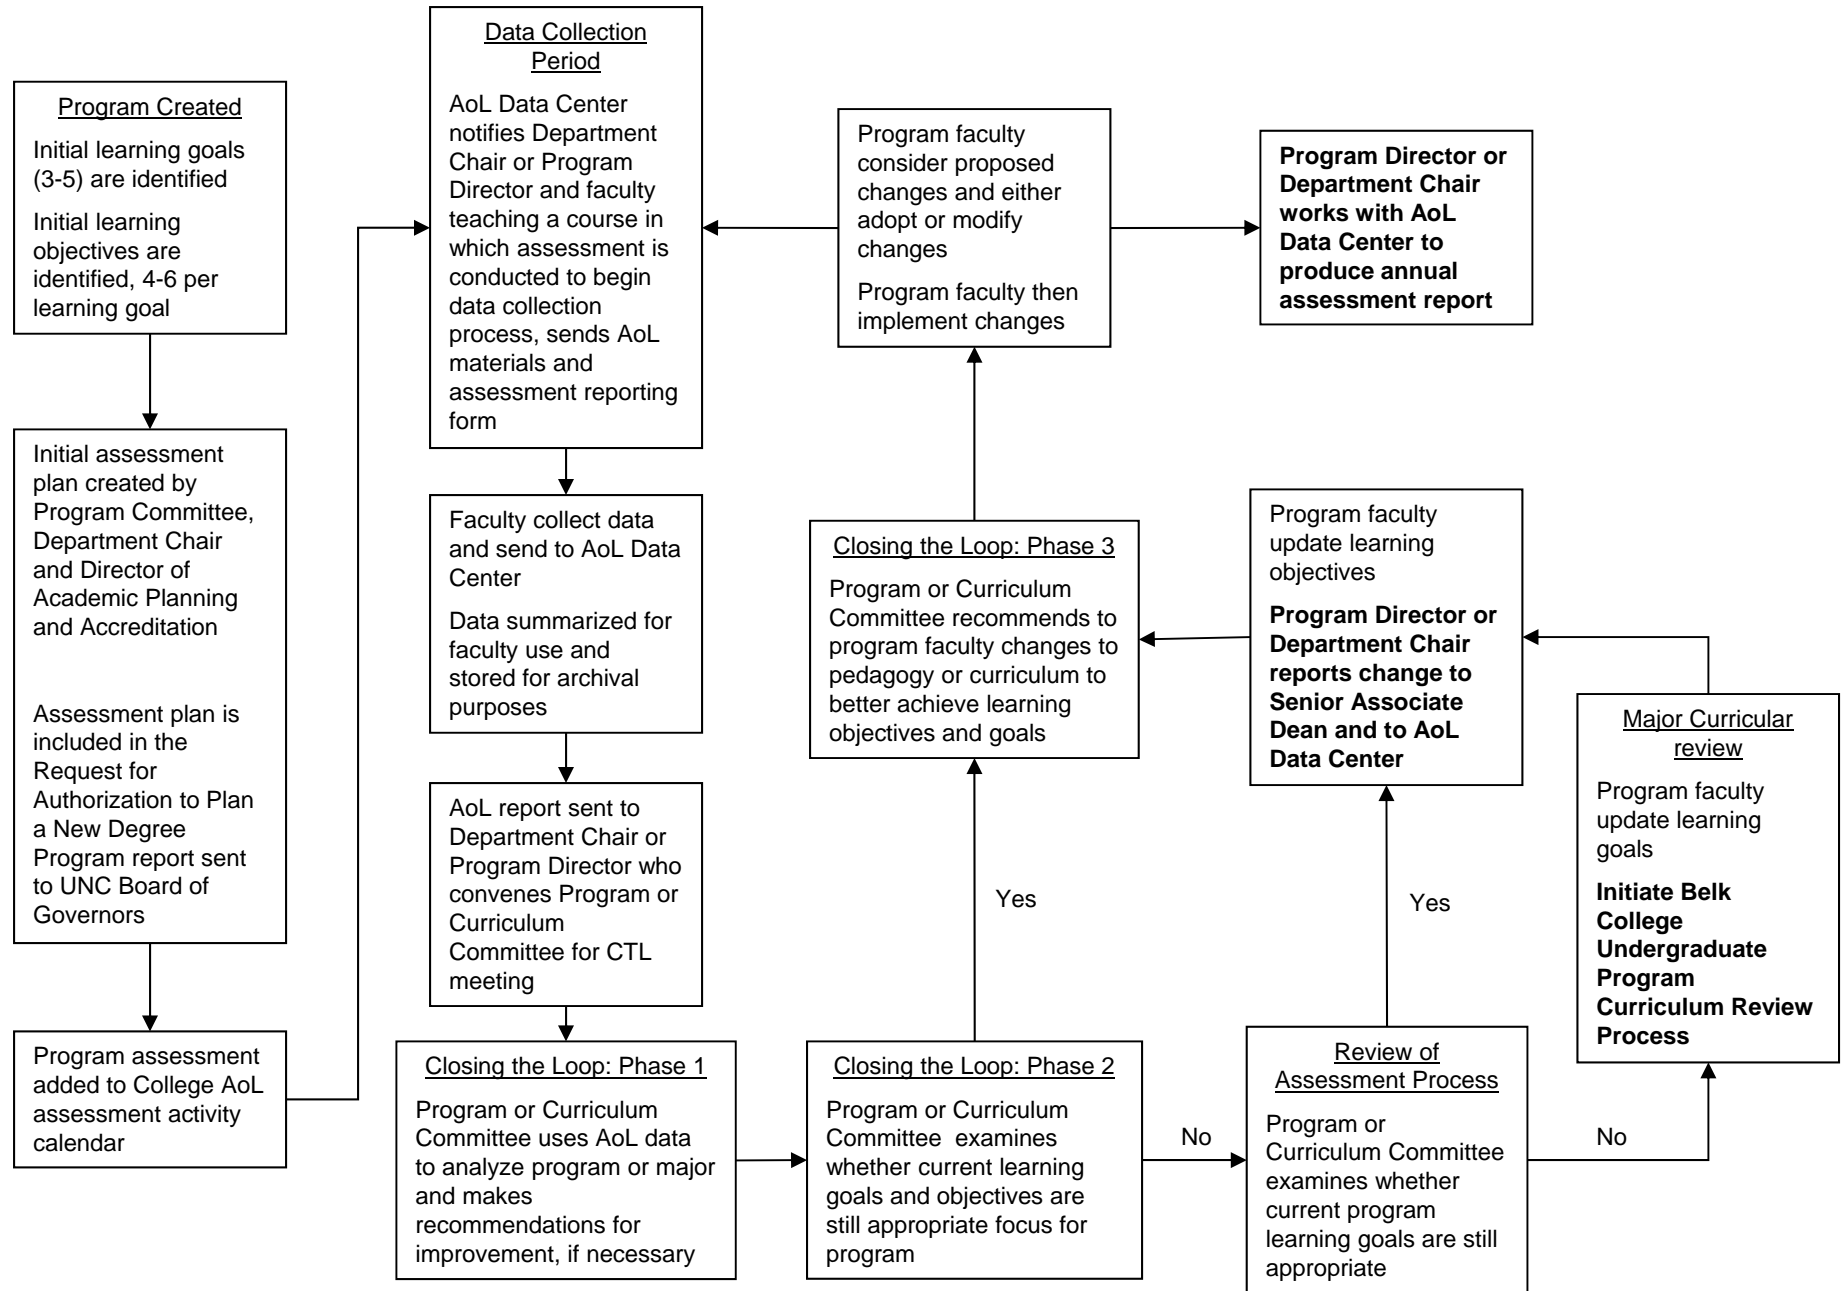 Program Created
Initial learning goals
(3-5) are identified
Initial learning
objectives are
identified, 4-6 per
learning goal
Initial assessment
plan created by
Program Committee,
Department Chair
and Director of
Academic Planning
and Accreditation
Assessment plan is
included in the
Request for
Authorization to Plan
a New Degree
Program report sent
to UNC Board of
Governors
Program assessment
added to College AoL
assessment activity
calendar
Data Collection
Period
AoL Data Center
notifies Department
Chair or Program
Director and faculty
teaching a course in
which assessment is
conducted to begin
data collection
process, sends AoL
materials and
assessment reporting
form
Faculty collect data
and send to AoL Data
Center
Data summarized for
faculty use and
stored for archival
purposes
AoL report sent to
Department Chair or
Program Director who
convenes Program or
Curriculum
Committee for CTL
meeting
Closing the Loop: Phase 1
Program or Curriculum
Committee uses AoL data
to analyze program or major
and makes
recommendations for
improvement, if necessary
Closing the Loop: Phase 2
Program or Curriculum
Committee examines
whether current learning
goals and objectives are
still appropriate focus for
program
Yes
No
Closing the Loop: Phase 3
Program or Curriculum
Committee recommends to
program faculty changes to
pedagogy or curriculum to
better achieve learning
objectives and goals
Program faculty
consider proposed
changes and either
adopt or modify
changes
Program faculty then
implement changes
Program Director or
Department Chair
works with AoL
Data Center to
produce annual
assessment report
Review of
Assessment Process
Program or
Curriculum Committee
examines whether
current program
learning goals are still
appropriate
Yes
No
Program faculty
update learning
objectives
Program Director or
Department Chair
reports change to
Senior Associate
Dean and to AoL
Data Center
Major Curricular
review
Program faculty
update learning
goals
Initiate Belk
College
Undergraduate
Program
Curriculum Review
Process